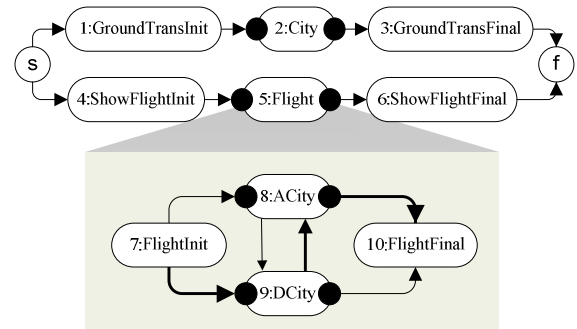 1:GroundTransInit
2:City
3:GroundTransFinal
s
f
4:ShowFlightInit
5:Flight
6:ShowFlightFinal
8:ACity
7:FlightInit
10:FlightFinal
9:DCity